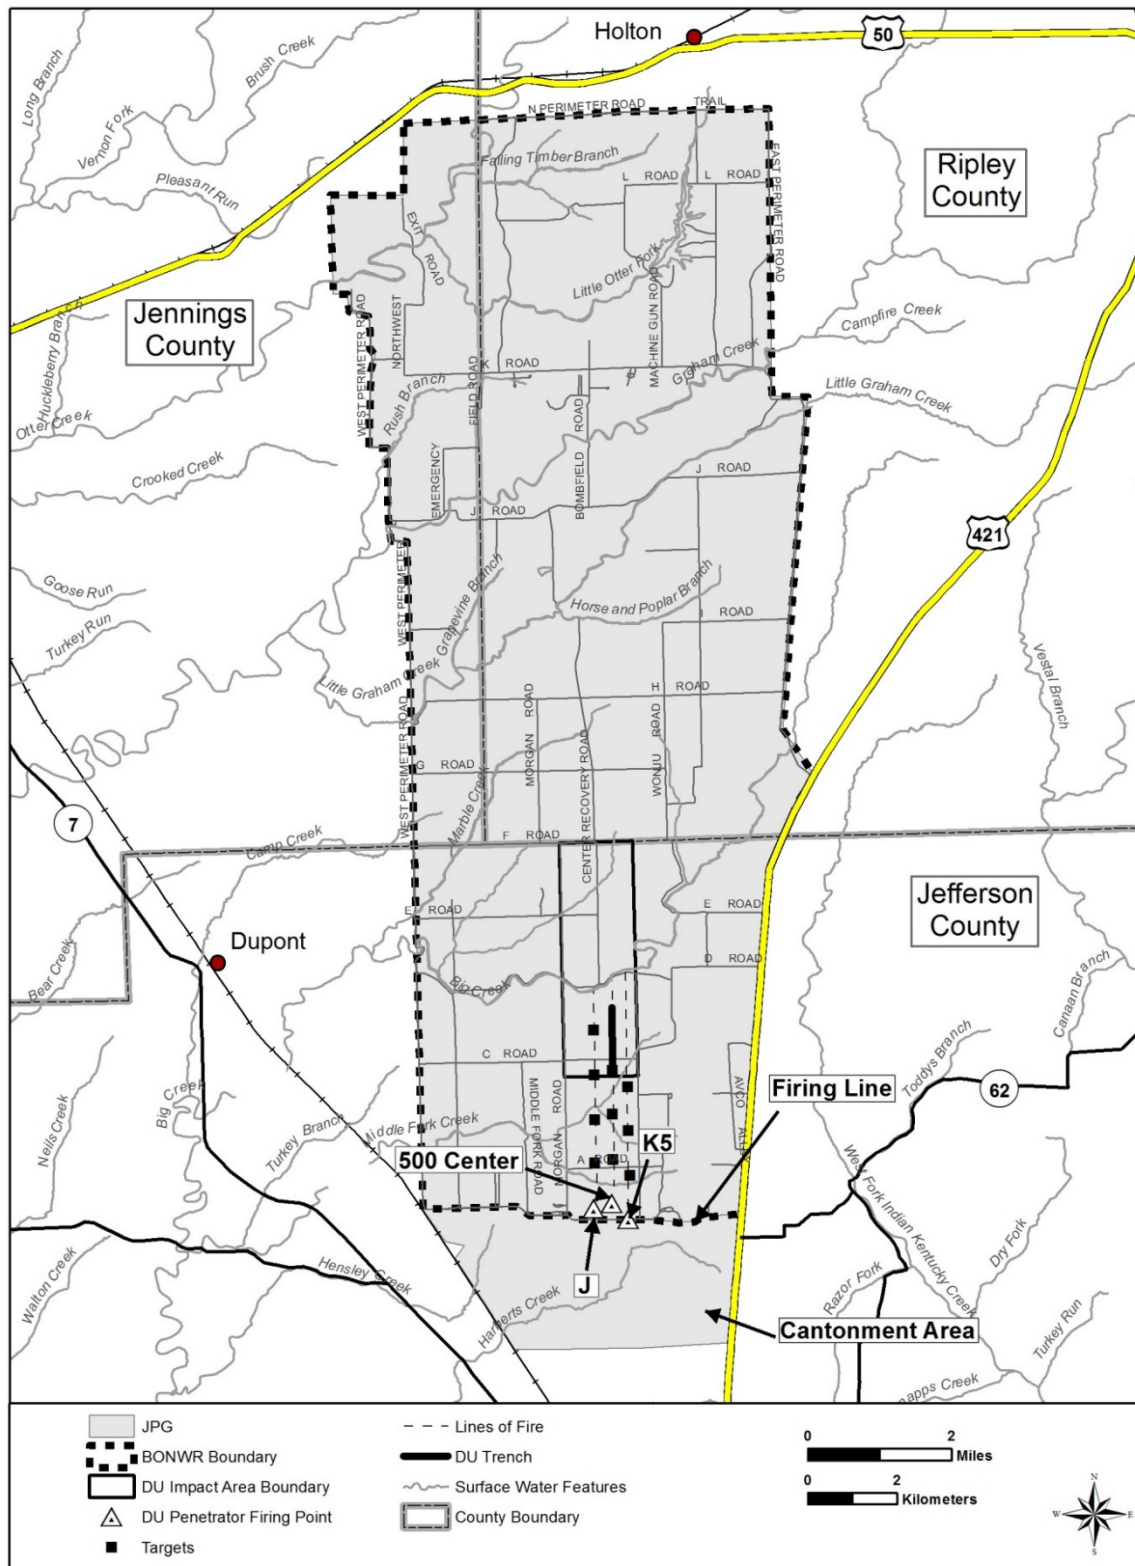 Holton
50
Long Branch
Brush Creek
Vernon Fork
Pleasant Run
N PERIMETER ROAD
TRAIL
Falling Timber Branch
L ROAD
L ROAD
EAST PERIMETER ROAD
Ripley
County
EXIT ROAD
Little Otter Fork
MACHINE GUN ROAD
Jennings
County
Huckleberry Branch
WEST PERIMETER ROAD
NORTHWEST
Campfire Creek
K ROAD
Graham Creek
Rush Branch
FIELD ROAD
Little Graham Creek
Otter Creek
Crooked Creek
EMERGENCY
BOMBFIELD ROAD
J ROAD
J ROAD
421
Goose Run
Turkey Run
WEST PERIMETER
Grapevine Branch
Horse and Poplar Branch
I ROAD
Vestal Branch
Little Graham Creek
H ROAD
MORGAN ROAD
WONJU ROAD
WEST PERIMETER ROAD
CENTER RECOVERY ROAD
G ROAD
Marble Creek
7
Camp Creek
F ROAD
Jefferson
County
E ROAD
E ROAD
Dupont
D ROAD
Bear Creek
Big Creek
Canaan Branch
C ROAD
Toddys Branch
Firing Line
62
MIDDLE FORK ROAD
MORGAN ROAD
AVCO ALLEY
Neils Creek
Big Creek
Turkey Branch
Middle Fork Creek
K5
500 Center
A ROAD
West Fork Indian Kentucky Creek
Dry Fork
Walton Creek
Hensley Creek
J
Harberts Creek
Razor Fork
Cantonment Area
Turkey Run
napps Creek
JPG
BONWR Boundary
DU Impact Area Boundary
DU Penetrator Firing Point
Targets
Lines of Fire
DU Trench
Surface Water Features
County Boundary
0 2
Miles
0 2
Kilometers
N
W E
S